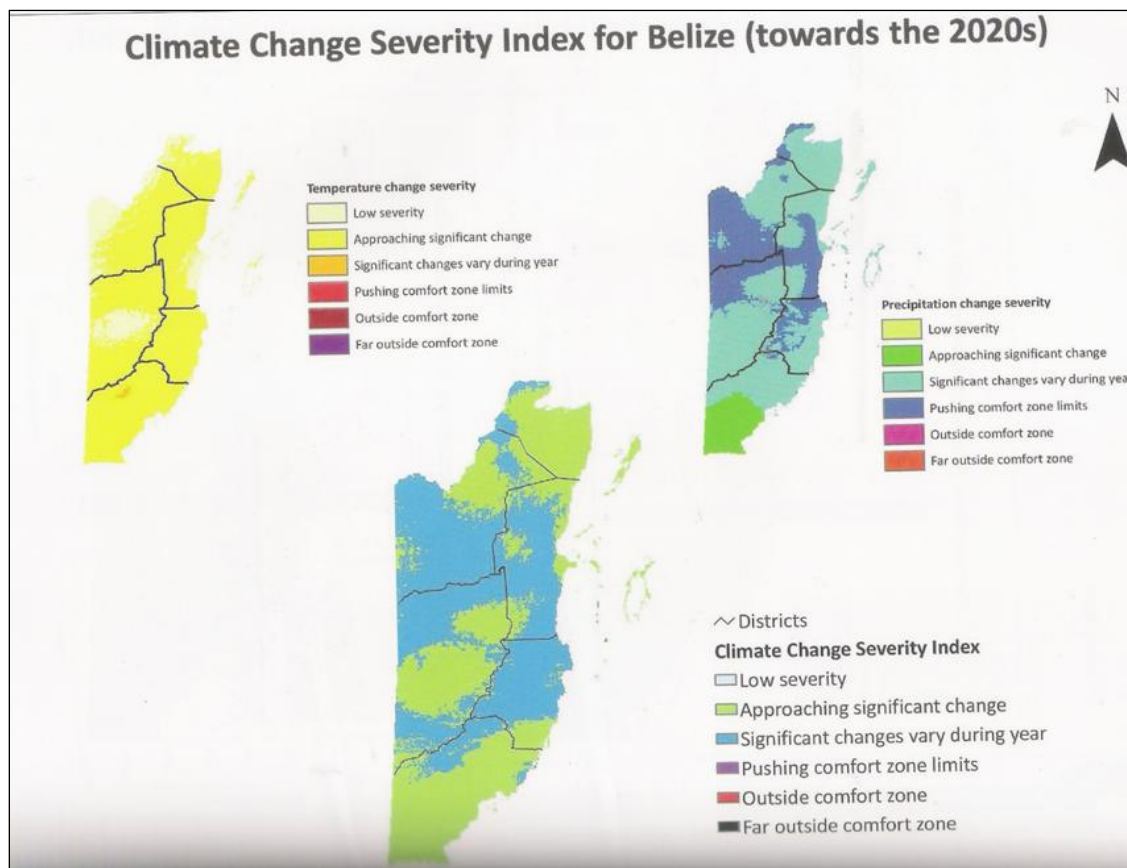 Climate Change Severity Index for Belize (towards the 2020s)
N
Temperature change severity
Low severity
Approaching significant change
Significant changes vary during year
Pushing comfort zone limits
Outside comfort zone
Far outside comfort zone
Precipitation change severity
Low severity
Approaching significant change
Significant changes vary during year
Pushing comfort zone limits
Outside comfort zone
Far outside comfort zone
Districts
Climate Change Severity Index
Low severity
Approaching significant change
Significant changes vary during year
Pushing comfort zone limits
Outside comfort zone
Far outside comfort zone